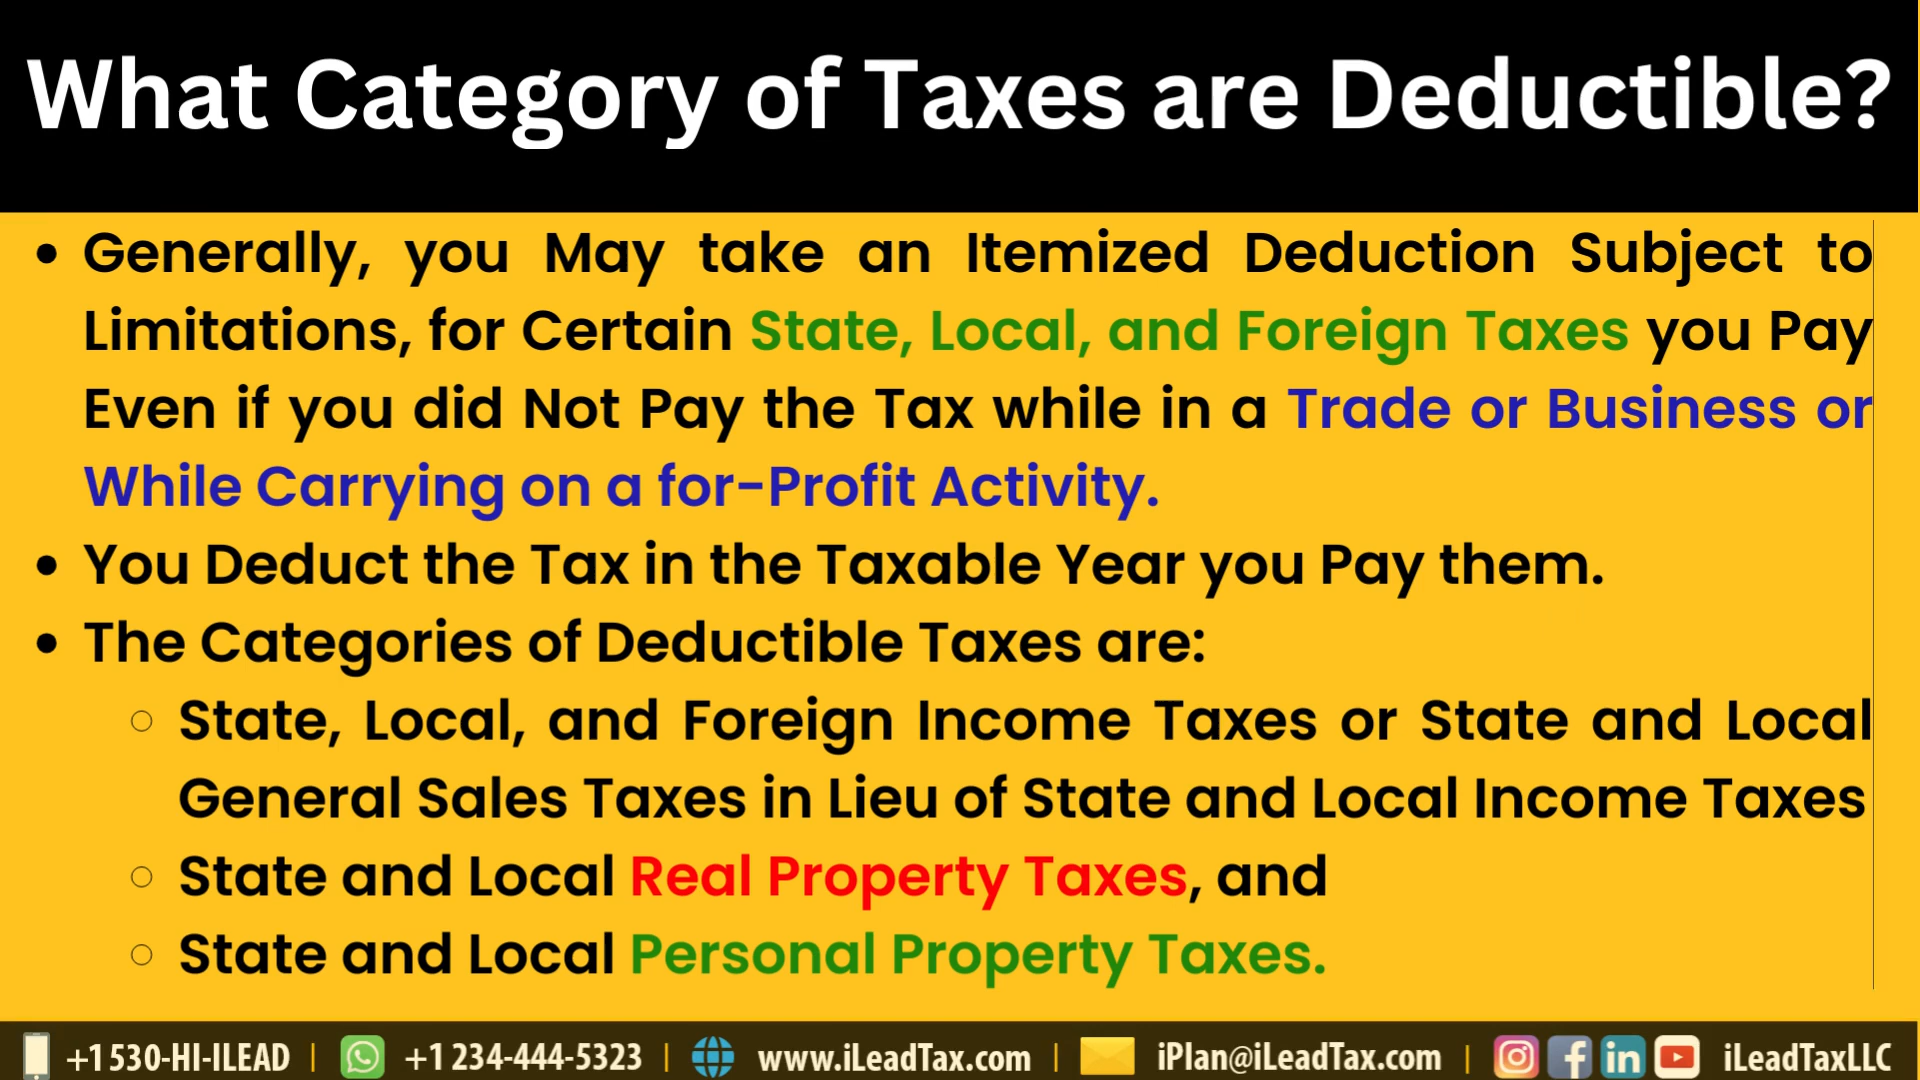 What Category of Taxes are Deductible?
• Generally, you May take an Itemized Deduction Subject to
Limitations, for Certain State, Local, and Foreign Taxes you Pay
Even if you did Not Pay the Tax while in a Trade or Business or
While Carrying on a for-Profit Activity.
• You Deduct the Tax in the Taxable Year you Pay them.
• The Categories of Deductible Taxes are:
○ State, Local, and Foreign Income Taxes or State and Local
General Sales Taxes in Lieu of State and Local Income Taxes
○ State and Local Real Property Taxes, and
○ State and Local Personal Property Taxes.
+1 530-HI-ILEAD | +1 234-444-5323 | www.iLeadTax.com | iPlan@iLeadTax.com | iLeadTaxLLC